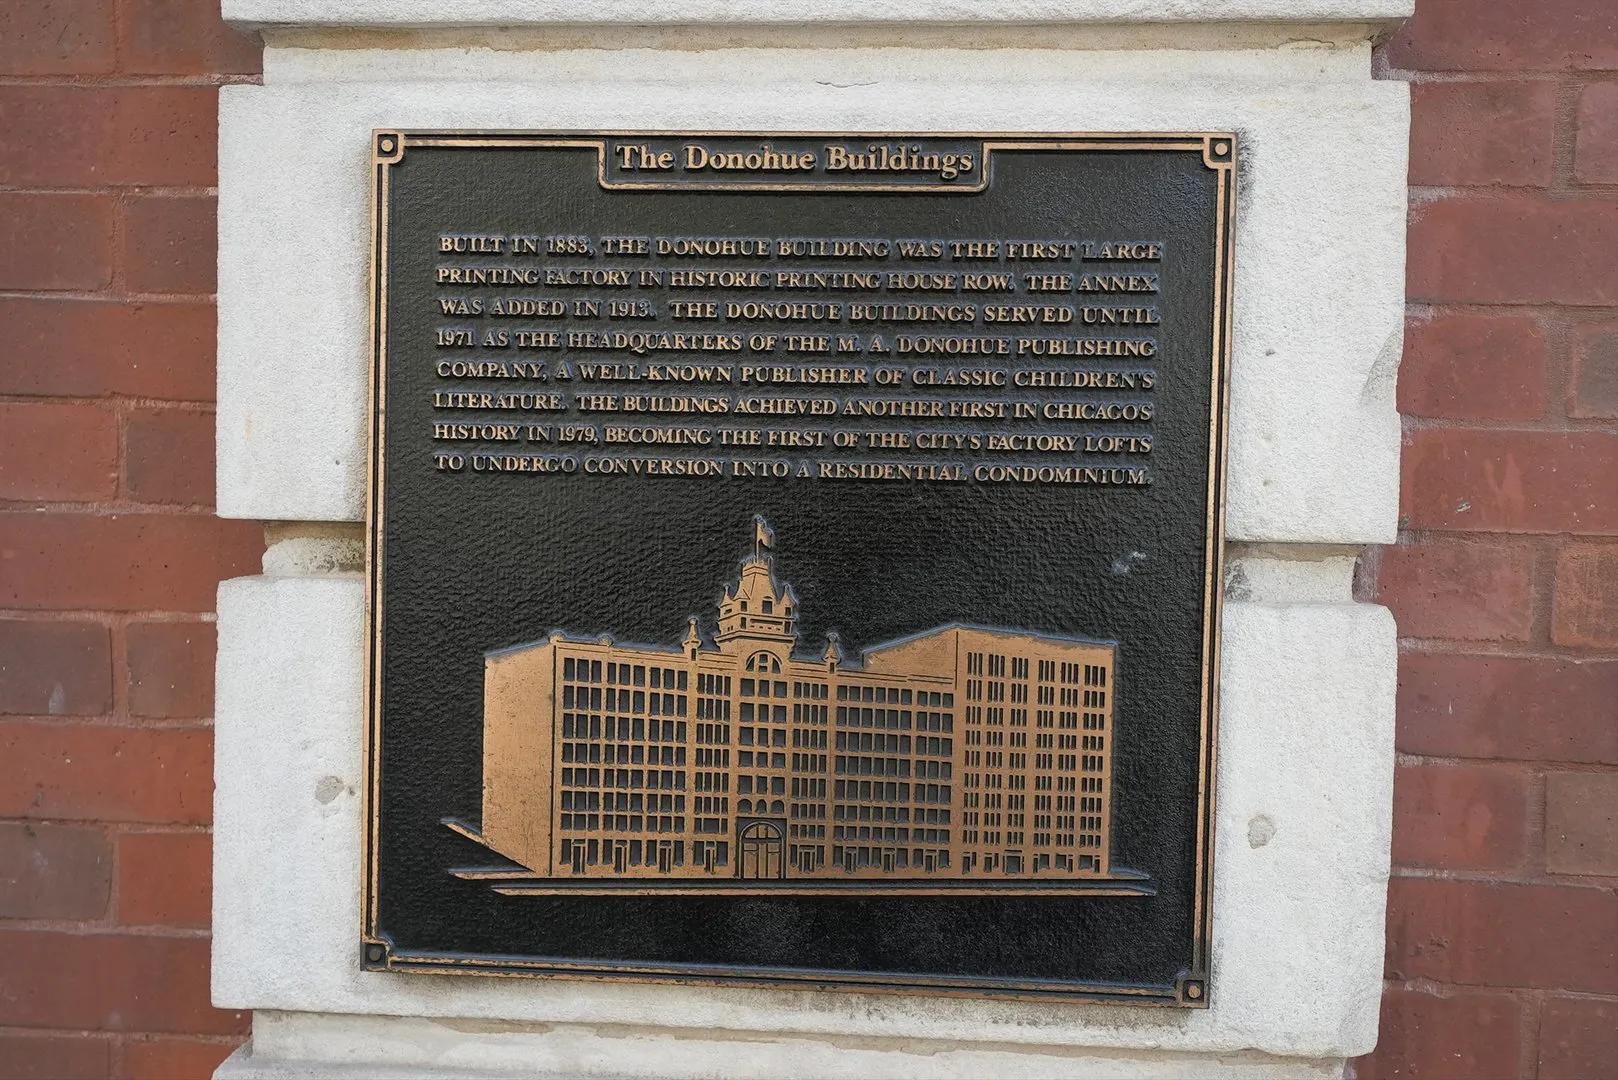 The Donohue Buildings
BUILT IN 1883, THE DONOHUE BUILDING WAS THE FIRST LARGE
PRINTING FACTORY IN HISTORIC PRINTING HOUSE ROW. THE ANNEX
WAS ADDED IN 1913. THE DONOHUE BUILDINGS SERVED UNTIL
1971 AS THE HEADQUARTERS OF THE M. A. DONOHUE PUBLISHING
COMPANY, A WELL-KNOWN PUBLISHER OF CLASSIC CHILDREN'S
LITERATURE. THE BUILDINGS ACHIEVED ANOTHER FIRST IN CHICAGO'S
HISTORY IN 1979, BECOMING THE FIRST OF THE CITY'S FACTORY LOFTS
TO UNDERGO CONVERSION INTO A RESIDENTIAL CONDOMINIUM.